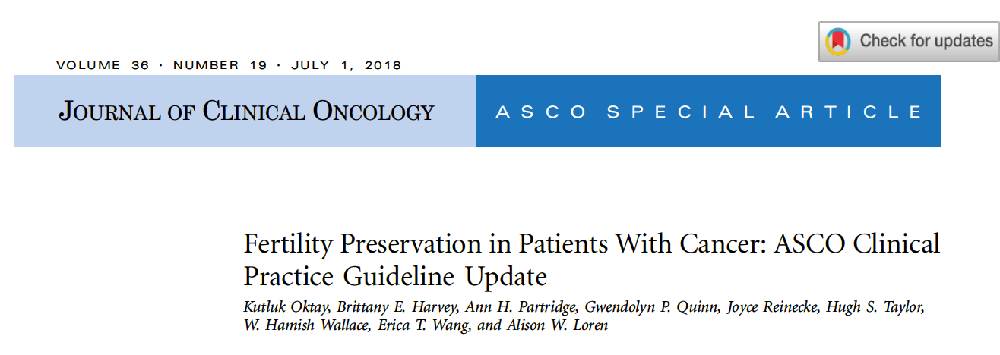 Check for updates
VOLUME 36 · NUMBER 19 · JULY 1, 2018
JOURNAL OF CLINICAL ONCOLOGY
ASCO SPECIAL ARTICLE
Fertility Preservation in Patients With Cancer: ASCO Clinical
Practice Guideline Update
Kutluk Oktay, Brittany E. Harvey, Ann H. Partridge, Gwendolyn P. Quinn, Joyce Reinecke, Hugh S. Taylor,
W. Hamish Wallace, Erica T. Wang, and Alison W. Loren